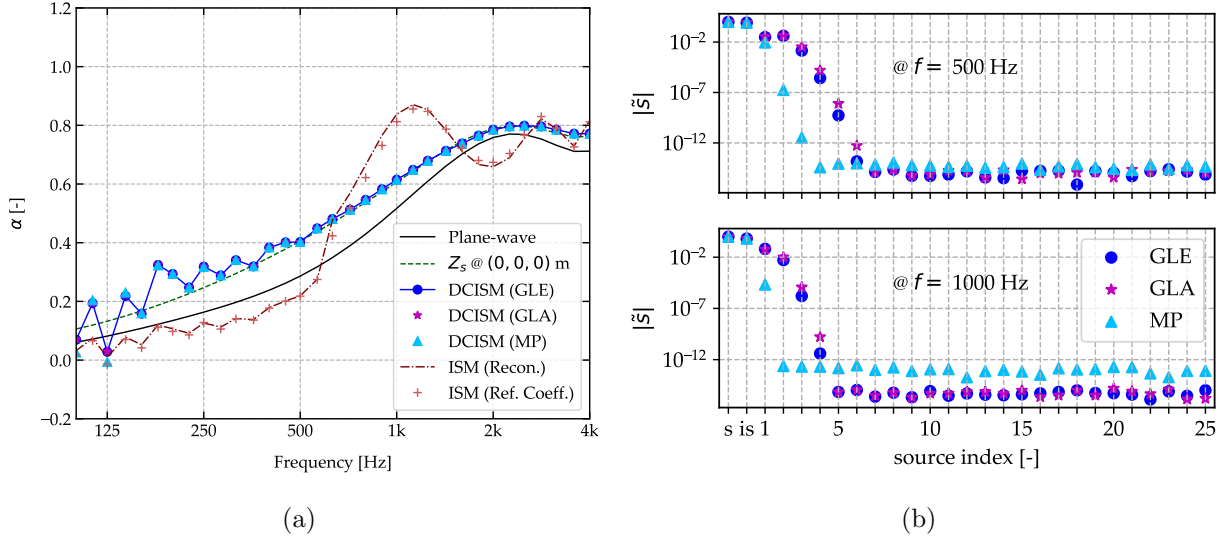 1.2
1.0
0.8
0.6
0.4
0.2
0.0
−0.2
α [-]
125
250
500
1k
2k
4k
Frequency [Hz]
Plane-wave
Zₛ @ (0, 0, 0) m
DCISM (GLE)
DCISM (GLA)
DCISM (MP)
ISM (Recon.)
ISM (Ref. Coeff.)
(a)
10⁻²
10⁻⁷
10⁻¹²
|s̃|
@ f = 500 Hz
10⁻²
10⁻⁷
10⁻¹²
|s̃|
@ f = 1000 Hz
GLE
GLA
MP
s is 1 5 10 15 20 25
source index [-]
(b)